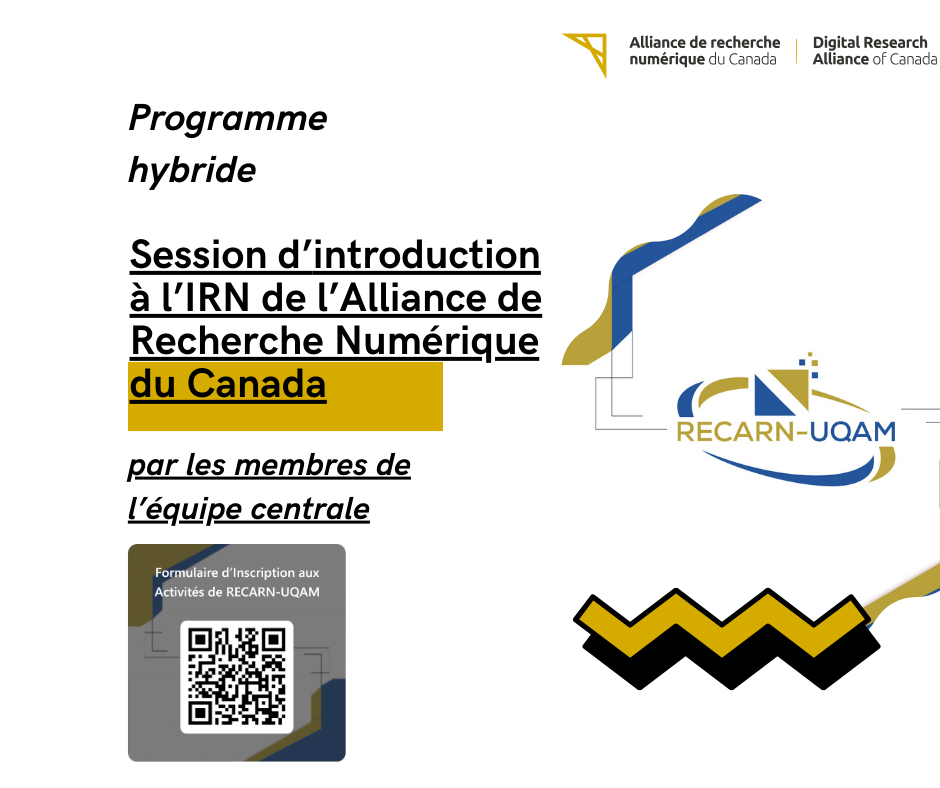 Alliance de recherche
numérique du Canada
Digital Research
Alliance of Canada
Programme
hybride
Session d’introduction
à l’IRN de l’Alliance de
Recherche Numérique
du Canada
RECARN-UQAM
par les membres de
l’équipe centrale
Formulaire d’Inscription aux
Activités de RECARN-UQAM